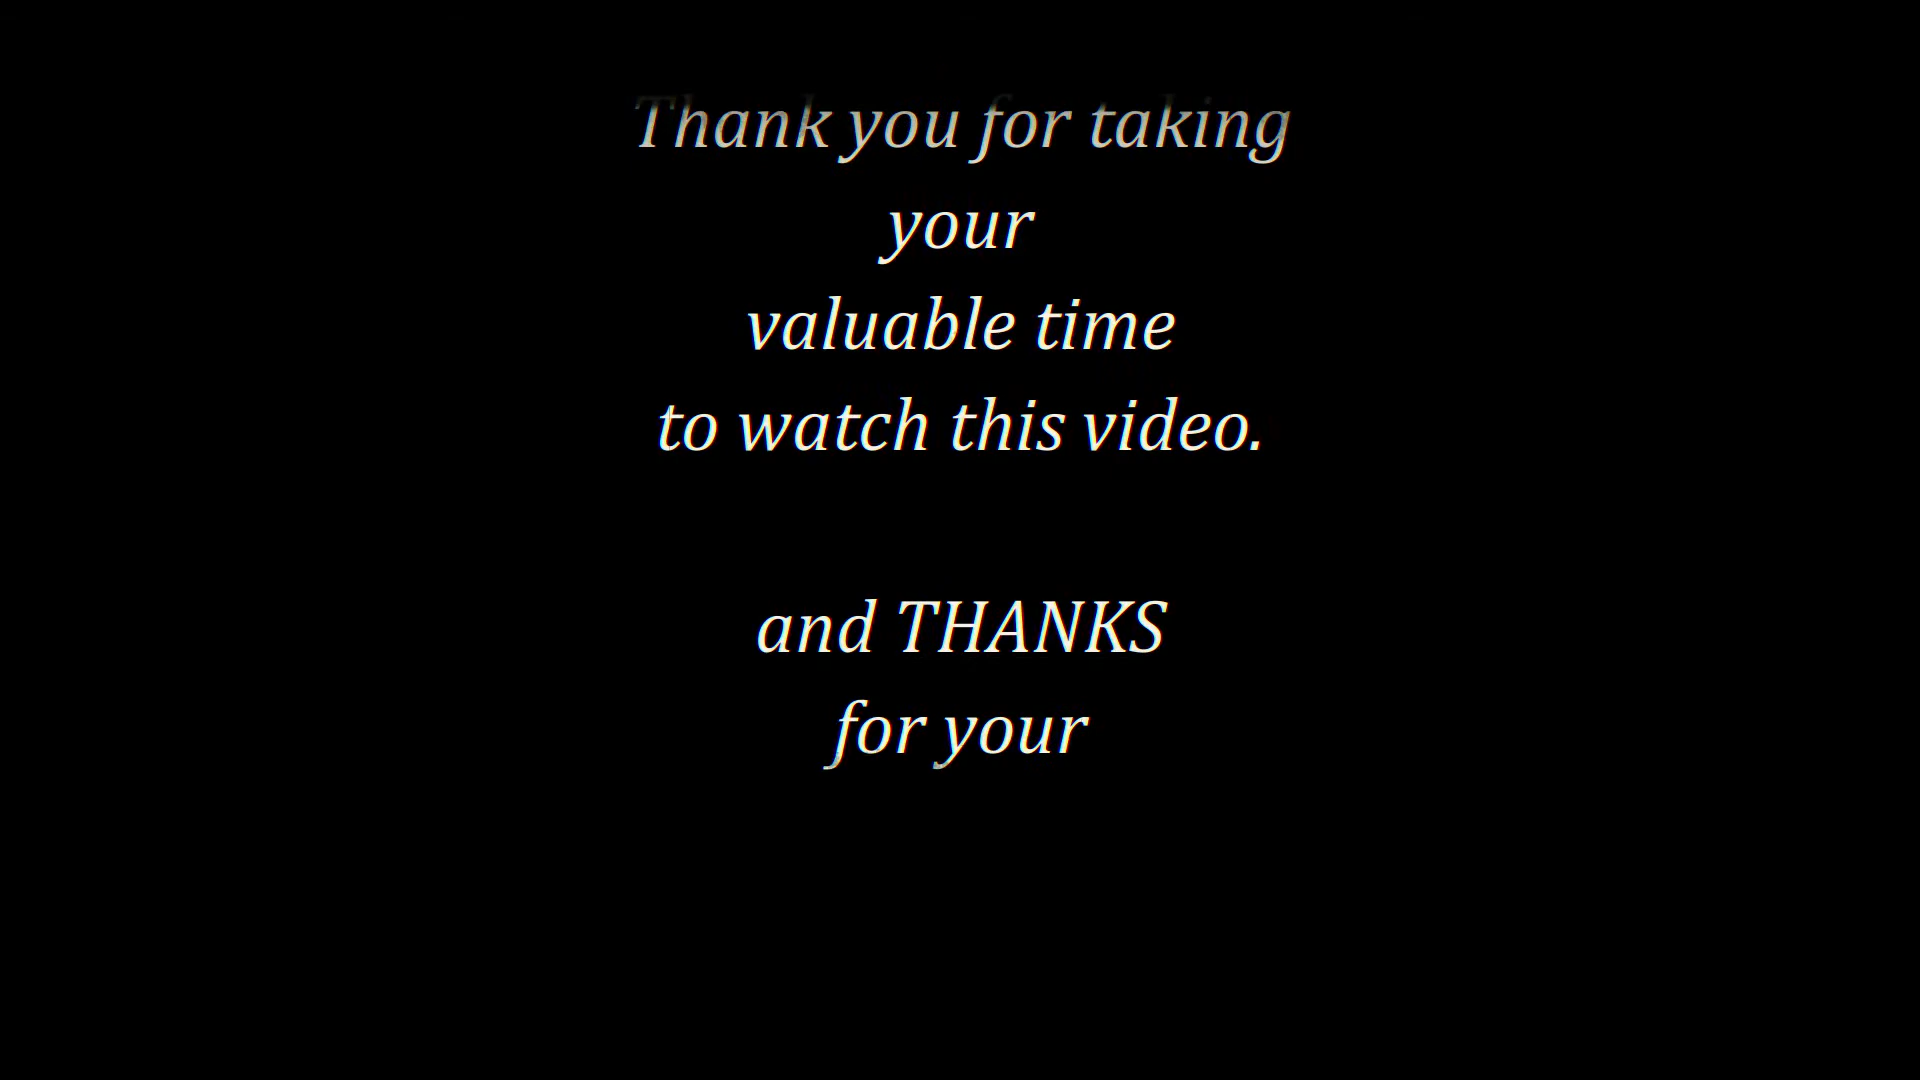 Thank you for taking
your
valuable time
to watch this video.
and THANKS
for your